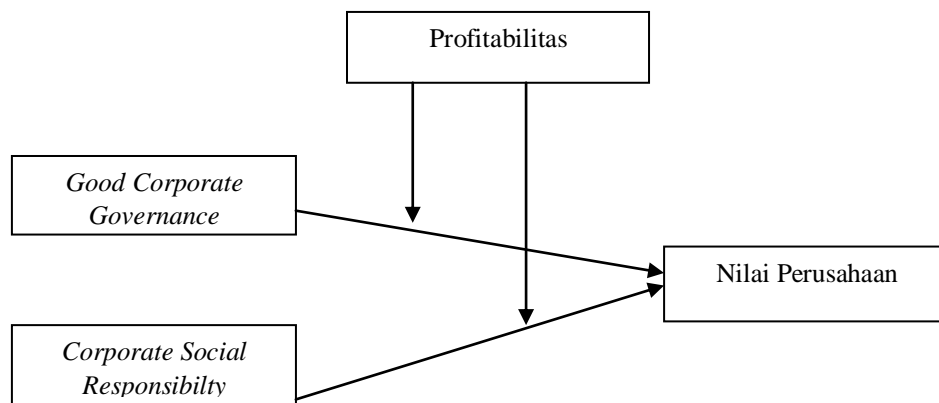 Profitabilitas
Good Corporate
Governance
Nilai Perusahaan
Corporate Social
Responsibilty